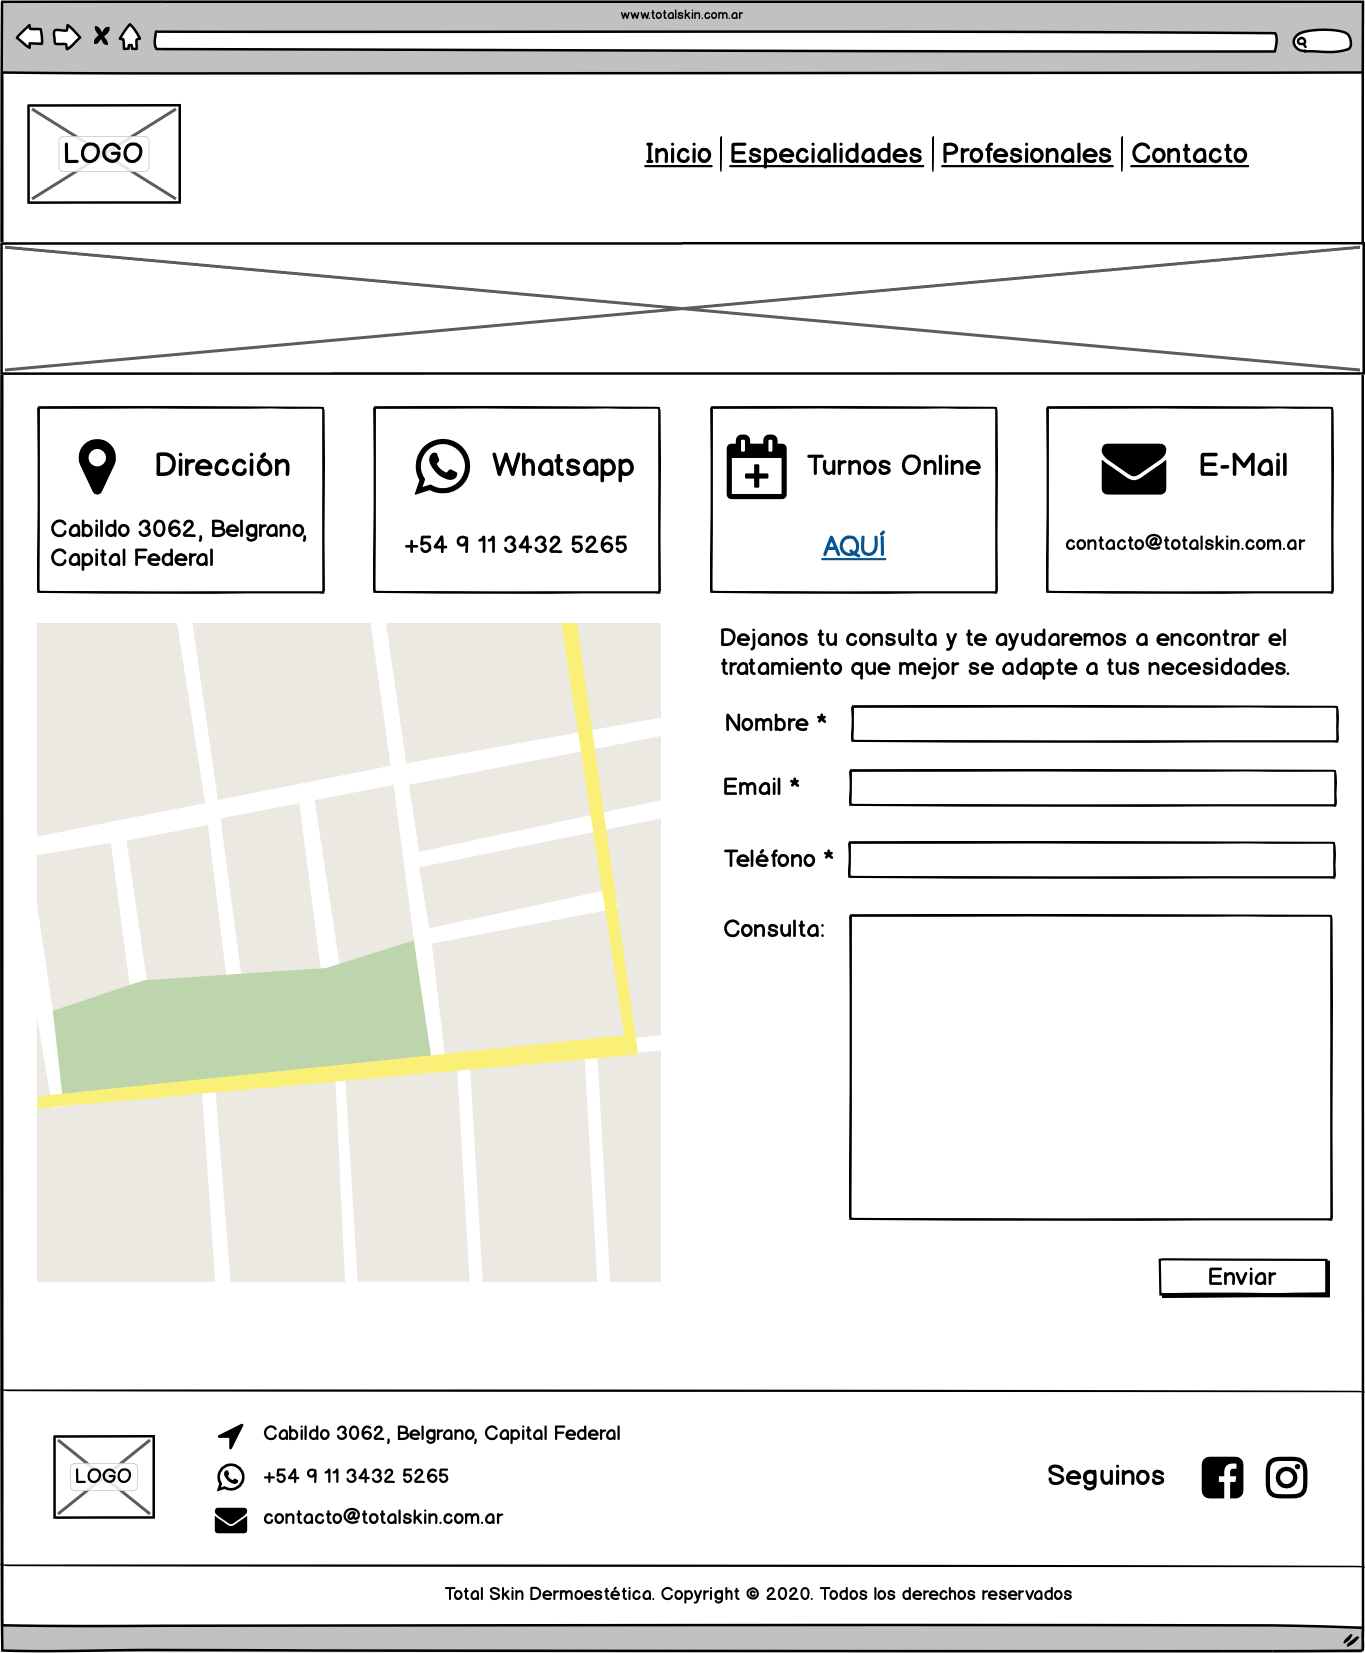 www.totalskin.com.ar
LOGO
Inicio Especialidades Profesionales Contacto
Dirección
Cabildo 3062, Belgrano,
Capital Federal
Whatsapp
+54 9 11 3432 5265
Turnos Online
AQUÍ
E-Mail
contacto@totalskin.com.ar
Dejanos tu consulta y te ayudaremos a encontrar el
tratamiento que mejor se adapte a tus necesidades.
Nombre *
Email *
Teléfono *
Consulta:
Enviar
LOGO
Cabildo 3062, Belgrano, Capital Federal
+54 9 11 3432 5265
contacto@totalskin.com.ar
Seguinos
Total Skin Dermoestética. Copyright © 2020. Todos los derechos reservados